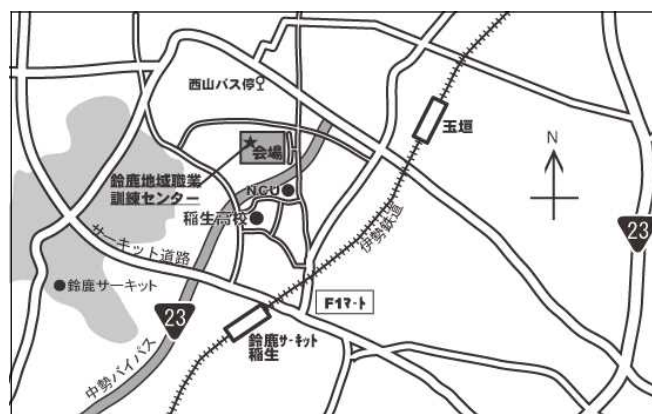 西山バス停
玉垣
会場
N
鈴鹿地域職業
訓練センター
NCU
稲生高校
伊勢鉄道
サーキット道路
23
鈴鹿サーキット
F1マート
23
鈴鹿サーキット
稲生
中勢バイパス